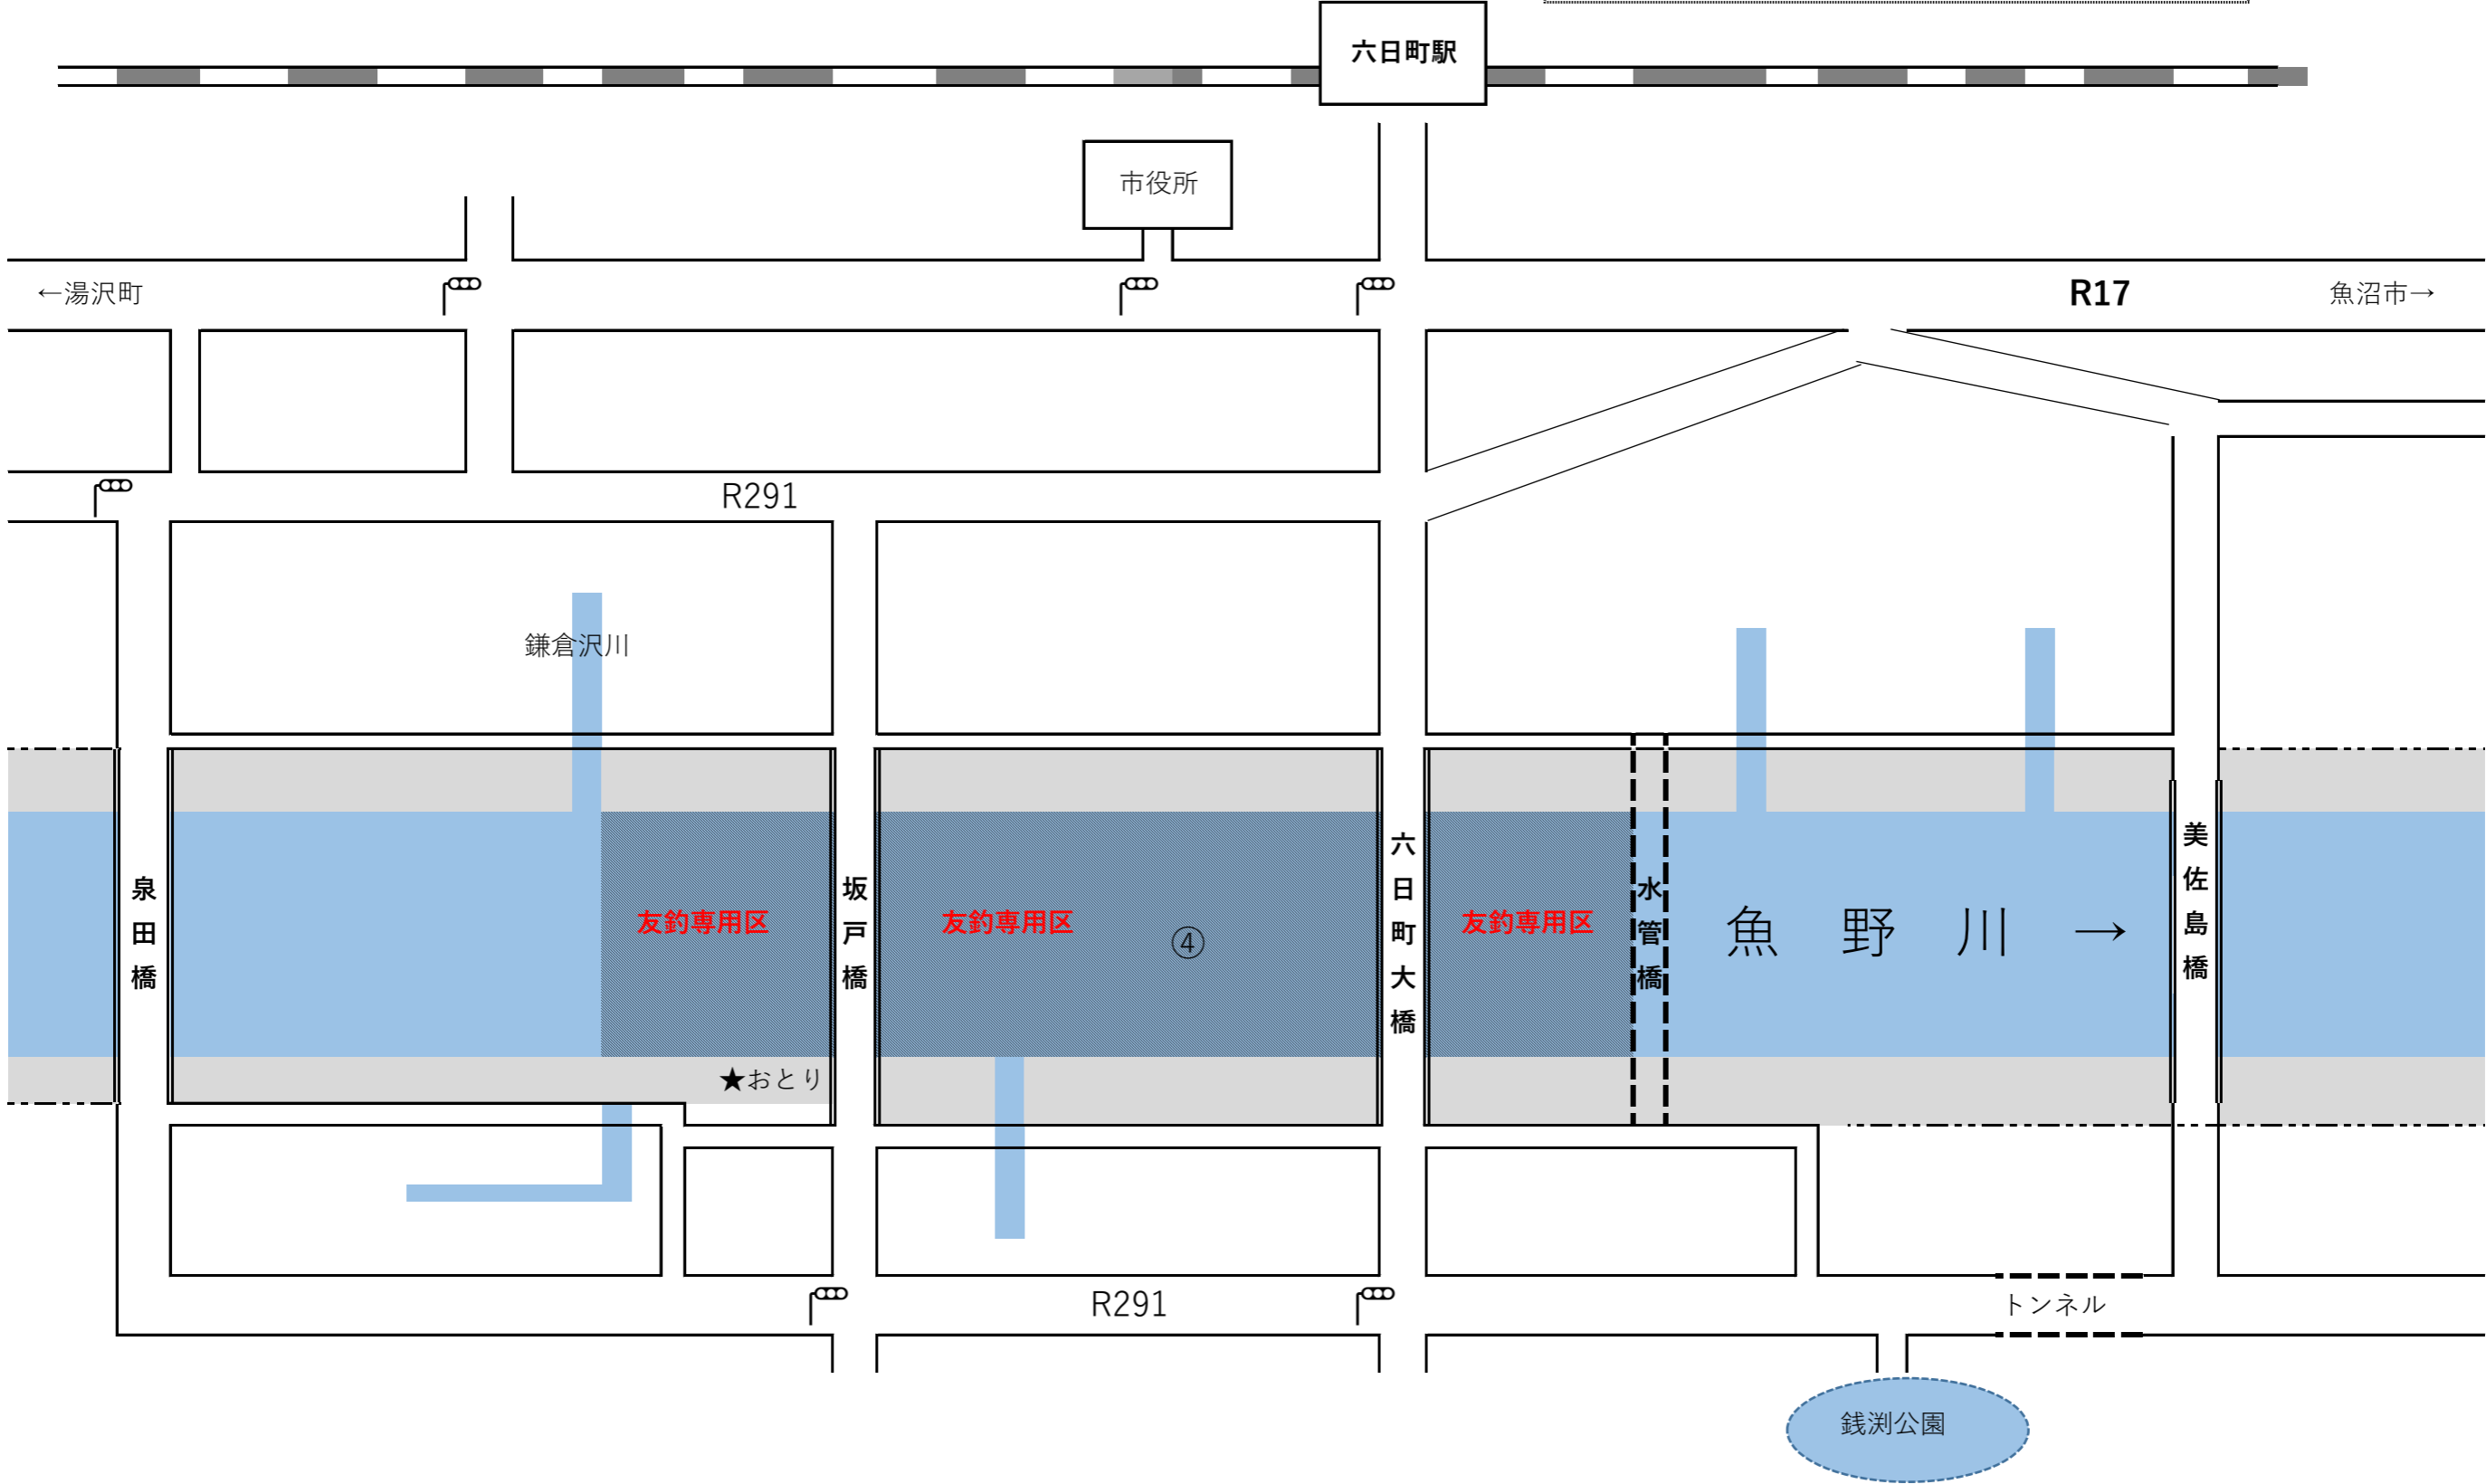 六日町駅
市役所
←湯沢町
R17
魚沼市→
R291
鎌倉沢川
泉田橋
友釣専用区
坂戸橋
友釣専用区
④
六日町大橋
友釣専用区
水管橋
魚野川→
美佐島橋
★おとり
R291
トンネル
銭渕公園